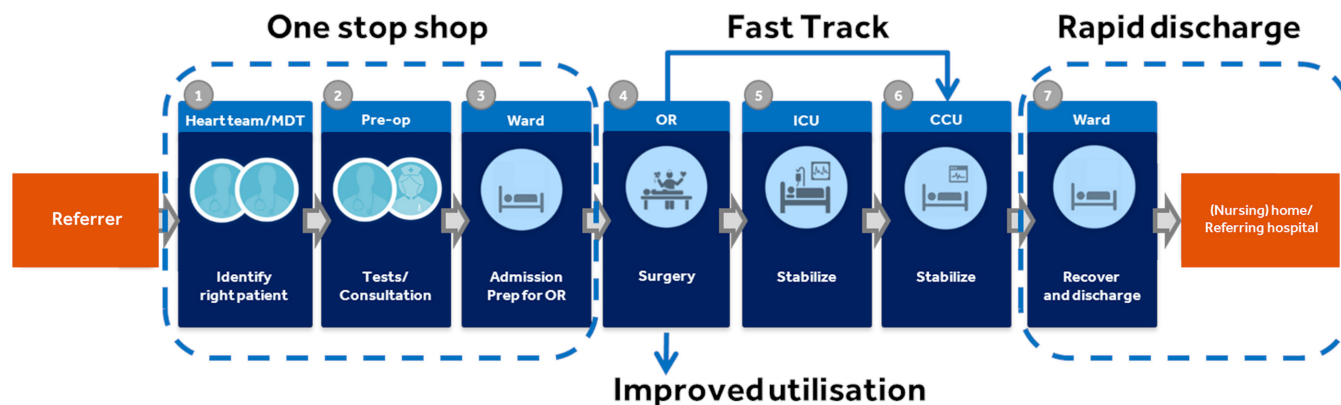 One stop shop
Fast Track
Rapid discharge
1
2
3
4
5
6
7
Heart team/MDT
Pre-op
Ward
OR
ICU
CCU
Ward
Referrer
(Nursing) home/
Referring hospital
Identify
right patient
Tests/
Consultation
Admission
Prep for OR
Surgery
Stabilize
Stabilize
Recover
and discharge
Improved utilisation